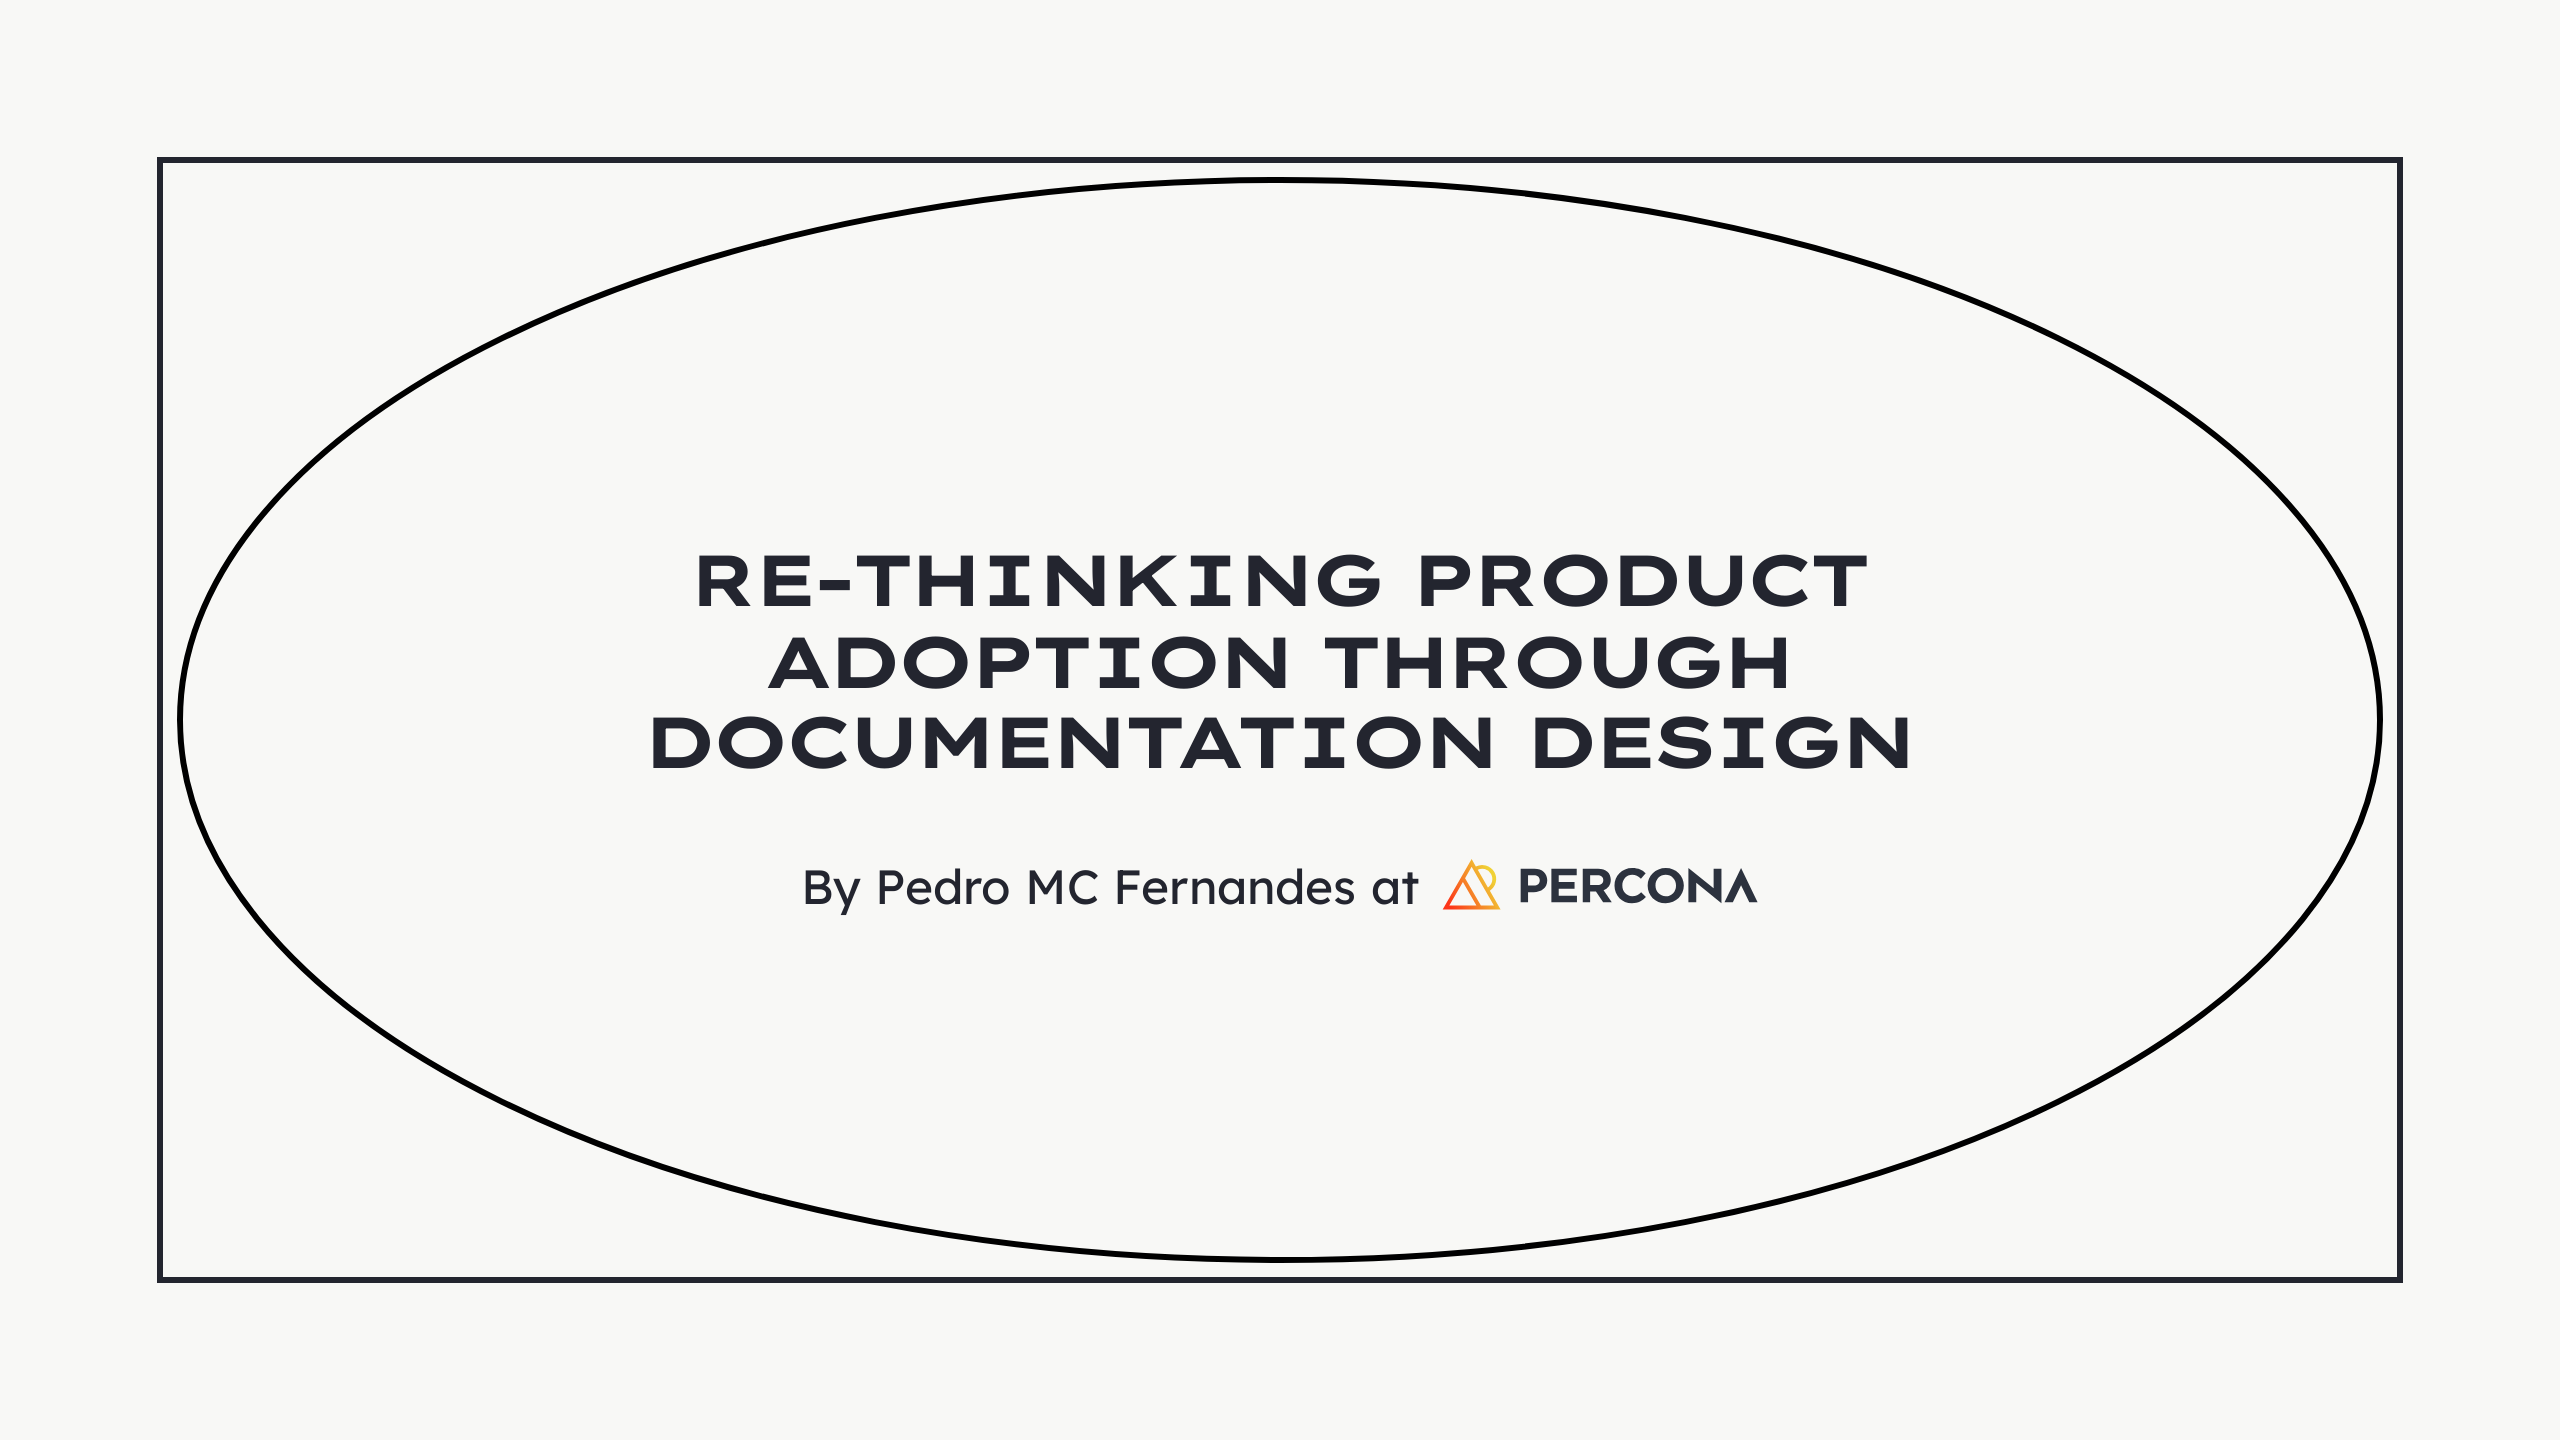 RE-THINKING PRODUCT
ADOPTION THROUGH
DOCUMENTATION DESIGN
By Pedro MC Fernandes at PERCONA